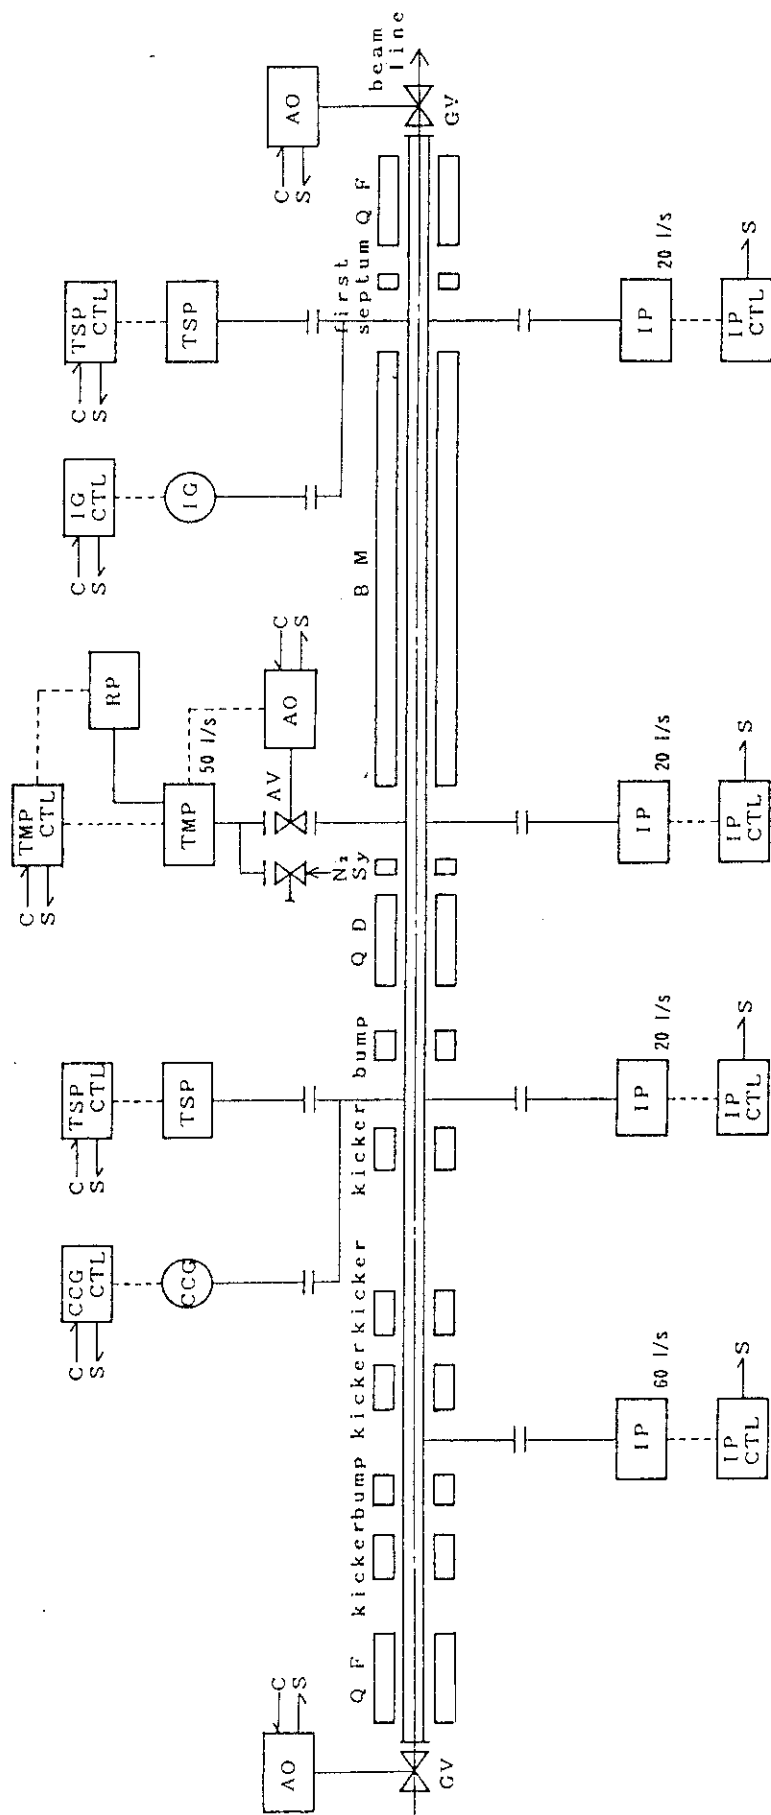 C
S
TMP
CTL
C
S
CCG
CTL
C
S
TSP
CTL
RP
C
S
IG
CTL
C
S
TSP
CTL
CCG
TSP
TMP
50 l/s
IG
TSP
AO
C
S
AO
C
S
C
S
AO
AV
N₂
Sy
Q F
kicker
bump
kicker
kicker
kicker
bump
Q D
B M
first
septum
Q F
beam
line
GV
GV
IP
60 l/s
IP
20 l/s
IP
20 l/s
IP
20 l/s
IP
CTL
S
IP
CTL
S
IP
CTL
S
IP
CTL
S